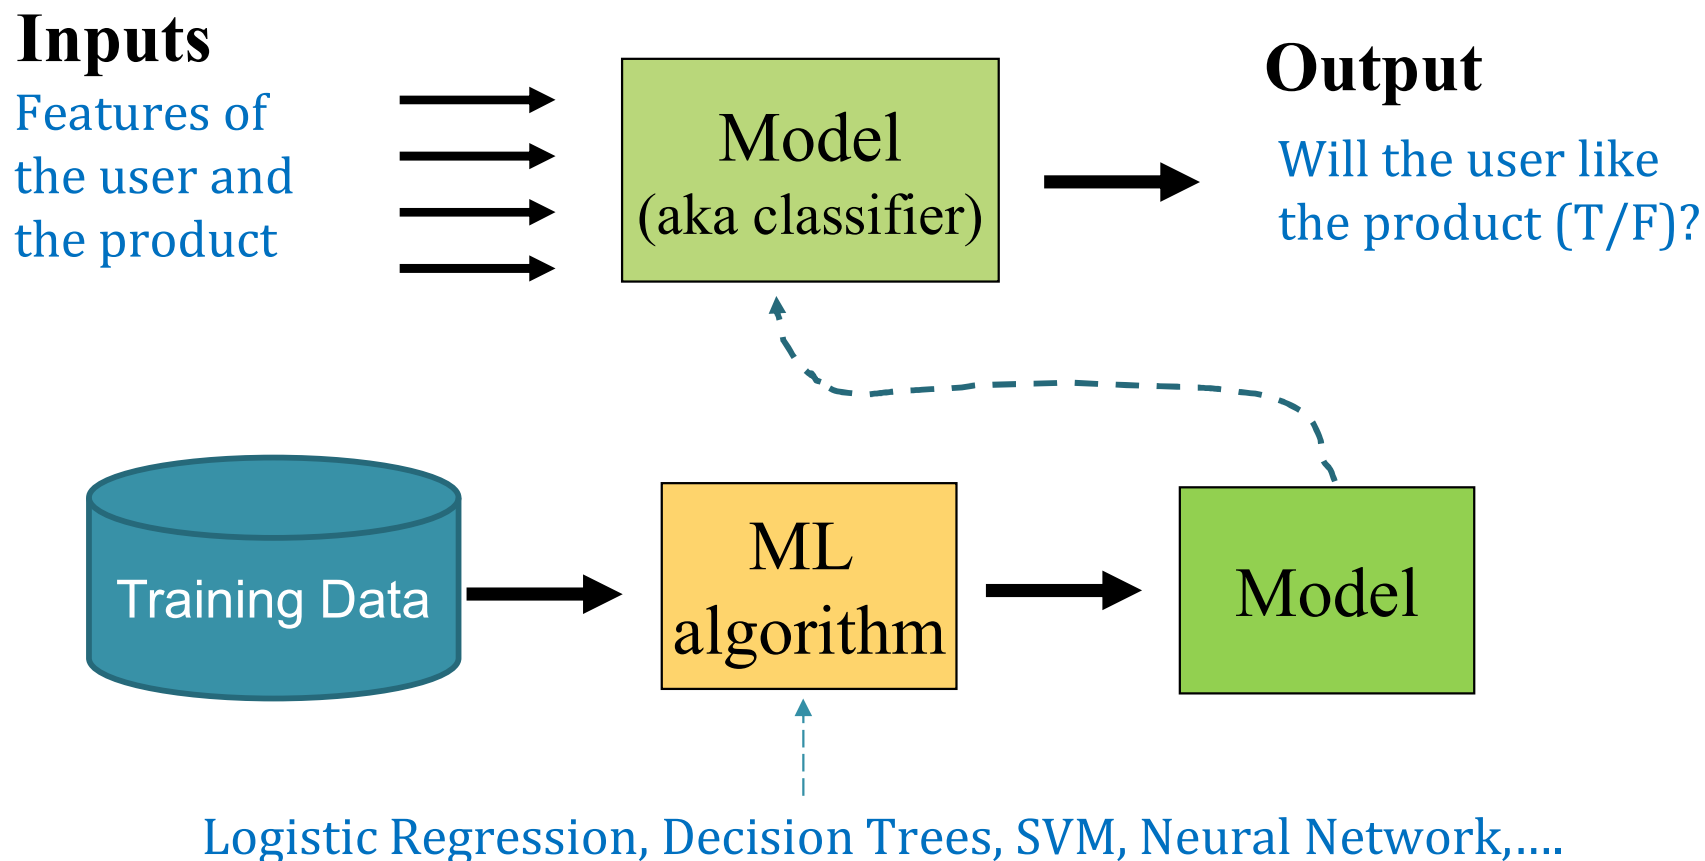 Inputs
Features of
the user and
the product
Model
(aka classifier)
Output
Will the user like
the product (T/F)?
Training Data
ML
algorithm
Model
Logistic Regression, Decision Trees, SVM, Neural Network,....